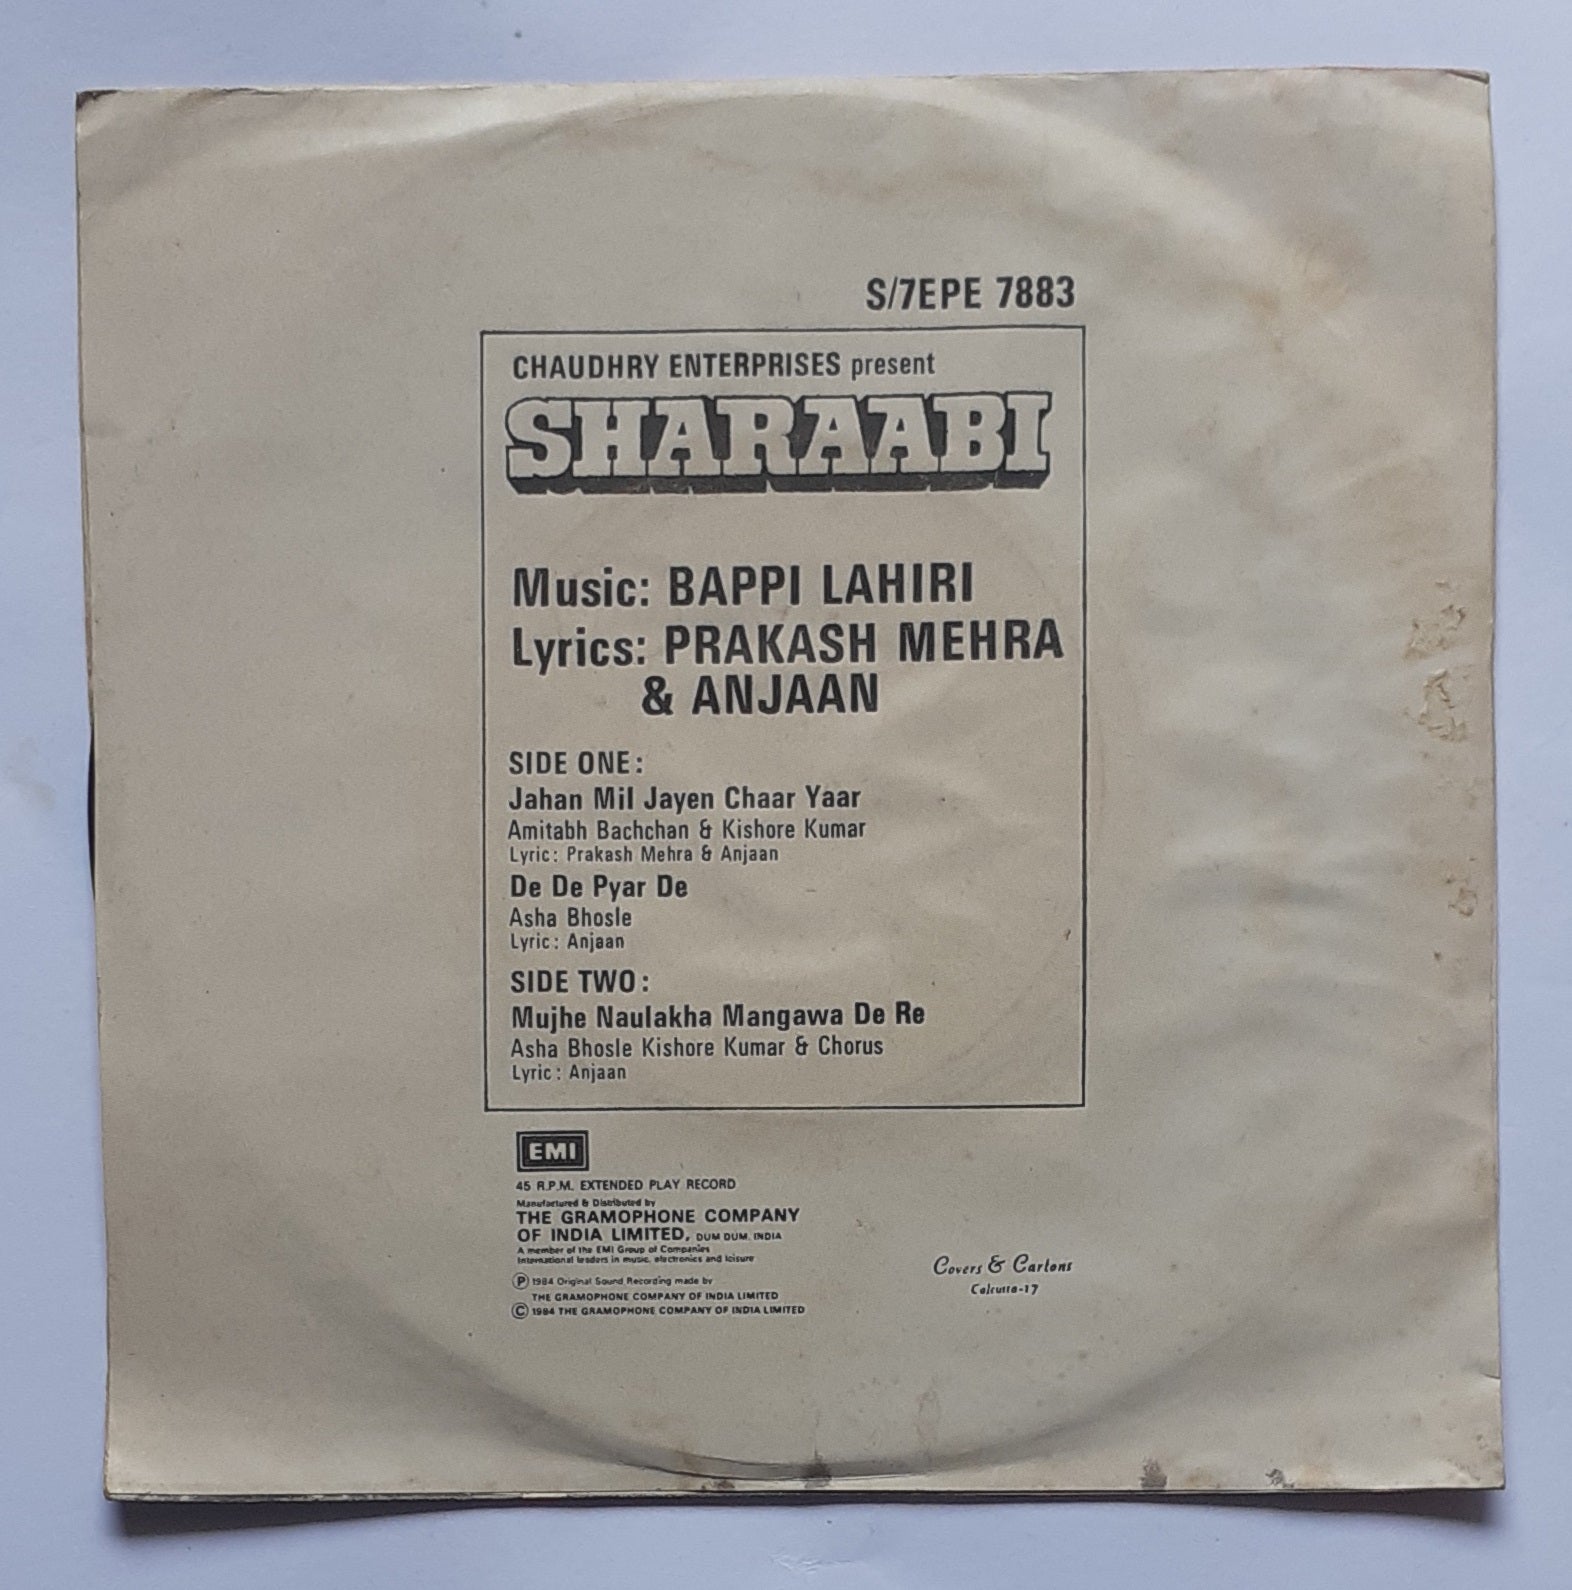 S/7EPE 7883
CHAUDHRY ENTERPRISES present
SHARAABI
Music: BAPPI LAHIRI
Lyrics: PRAKASH MEHRA
& ANJAAN
SIDE ONE:
Jahan Mil Jayen Chaar Yaar
Amitabh Bachchan & Kishore Kumar
Lyric: Prakash Mehra & Anjaan
De De Pyar De
Asha Bhosle
Lyric: Anjaan
SIDE TWO:
Mujhe Naulakha Mangawa De Re
Asha Bhosle Kishore Kumar & Chorus
Lyric: Anjaan
EMI
45 R.P.M. EXTENDED PLAY RECORD
Manufactured & Distributed by
THE GRAMOPHONE COMPANY
OF INDIA LIMITED, DUM DUM, INDIA
A member of the EMI Group of Companies
International leaders in music, electronics and leisure
Ⓟ 1984 Original Sound Recording made by
THE GRAMOPHONE COMPANY OF INDIA LIMITED
© 1984 THE GRAMOPHONE COMPANY OF INDIA LIMITED
Covers & Cartons
Calcutta-17